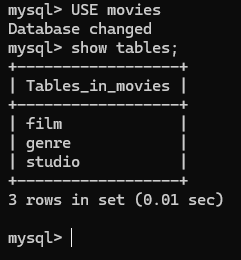 mysql> USE movies
Database changed
mysql> show tables;
+------------------+
| Tables_in_movies |
+------------------+
| film             |
| genre            |
| studio           |
+------------------+
3 rows in set (0.01 sec)
mysql>